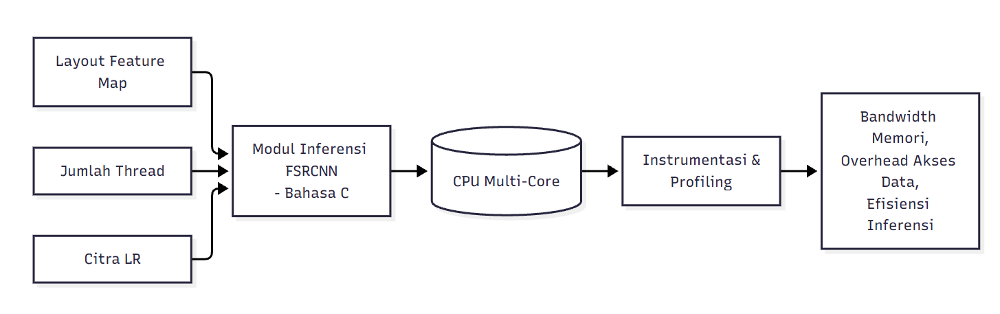 Layout Feature
Map
Jumlah Thread
Citra LR
Modul Inferensi
FSRCNN
- Bahasa C
CPU Multi-Core
Instrumentasi &
Profiling
Bandwidth
Memori,
Overhead Akses
Data,
Efisiensi
Inferensi